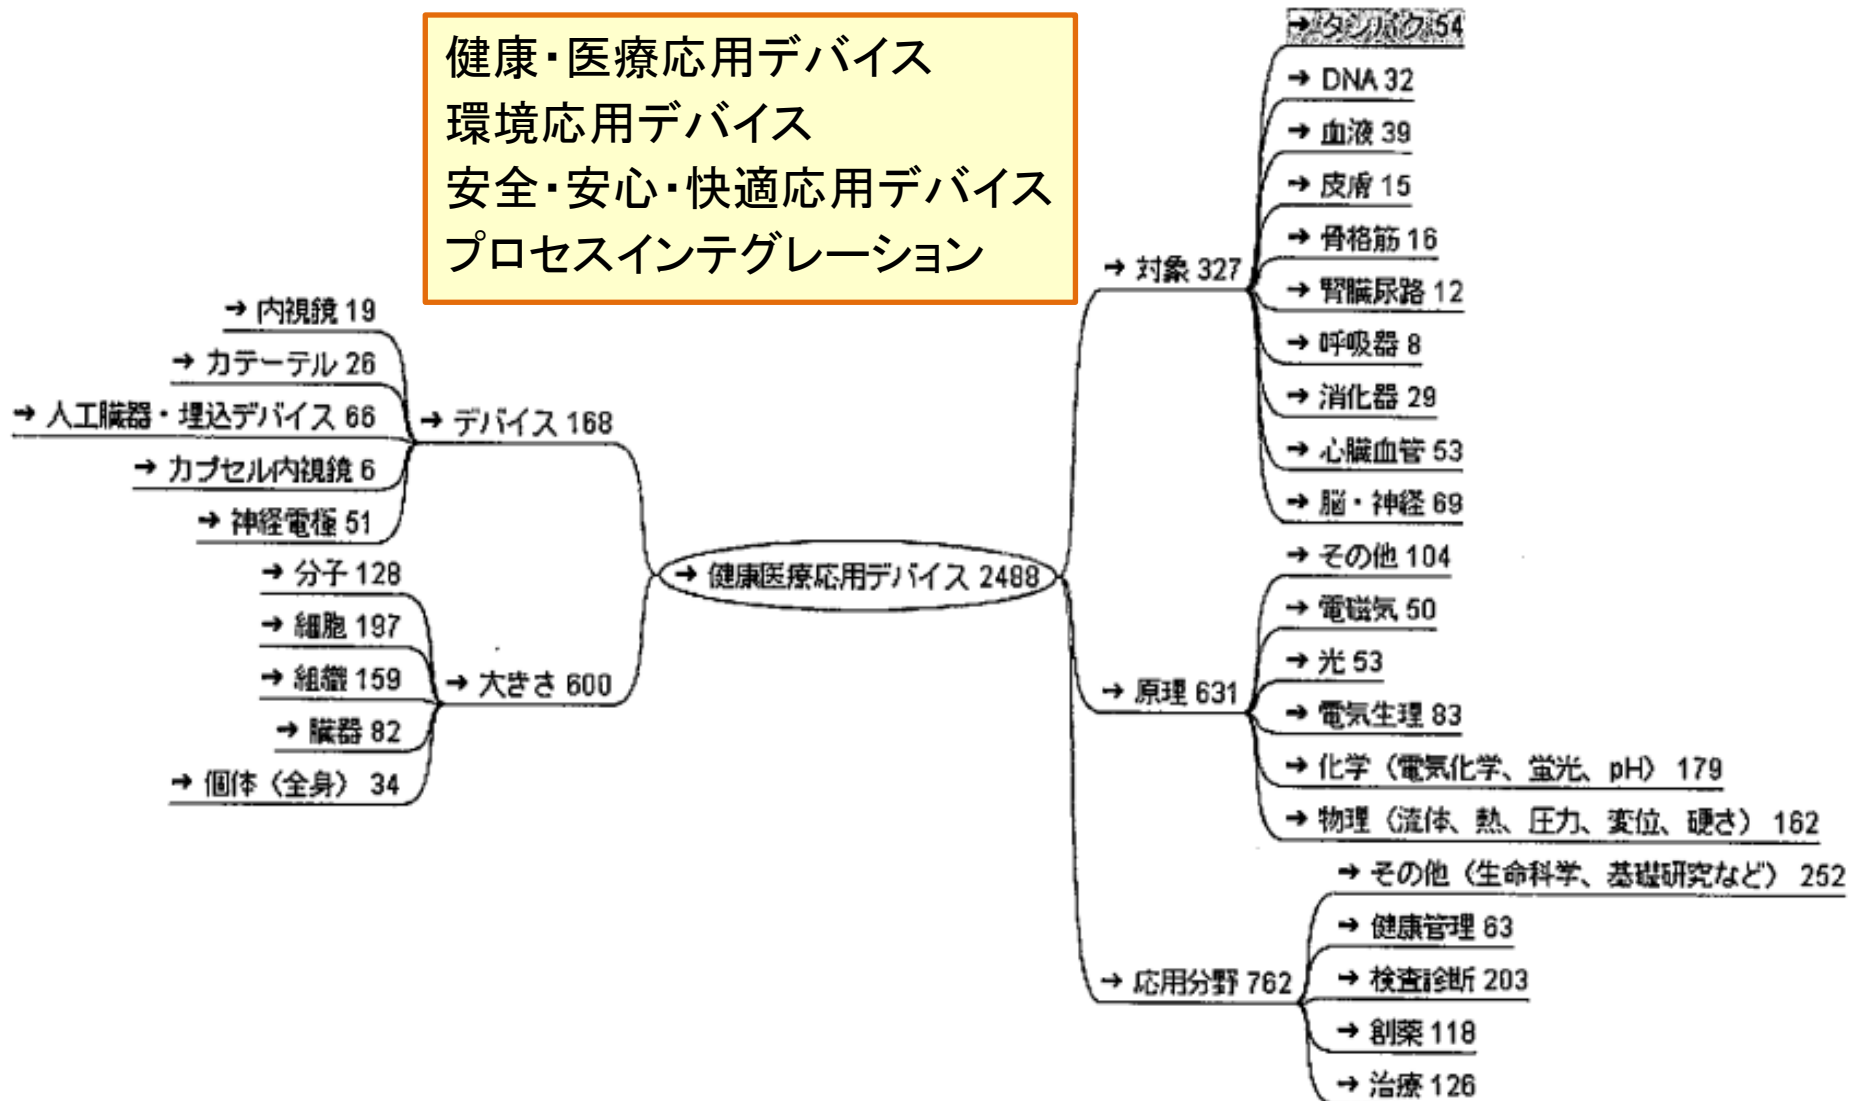 健康・医療応用デバイス
環境応用デバイス
安全・安心・快適応用デバイス
プロセスインテグレーション
→ 健康医療応用デバイス 2488
→ デバイス 168
→ 内視鏡 19
→ カテーテル 26
→ 人工臓器・埋込デバイス 66
→ カプセル内視鏡 6
→ 神経電極 51
→ 大きさ 600
→ 分子 128
→ 細胞 197
→ 組織 159
→ 臓器 82
→ 個体（全身） 34
→ 対象 327
→ タンパク 54
→ DNA 32
→ 血液 39
→ 皮膚 15
→ 骨格筋 16
→ 腎臓尿路 12
→ 呼吸器 8
→ 消化器 29
→ 心臓血管 53
→ 脳・神経 69
→ 原理 631
→ その他 104
→ 電磁気 50
→ 光 53
→ 電気生理 83
→ 化学（電気化学、蛍光、pH） 179
→ 物理（流体、熱、圧力、変位、硬さ） 162
→ 応用分野 762
→ その他（生命科学、基礎研究など） 252
→ 健康管理 63
→ 検査診断 203
→ 創薬 118
→ 治療 126